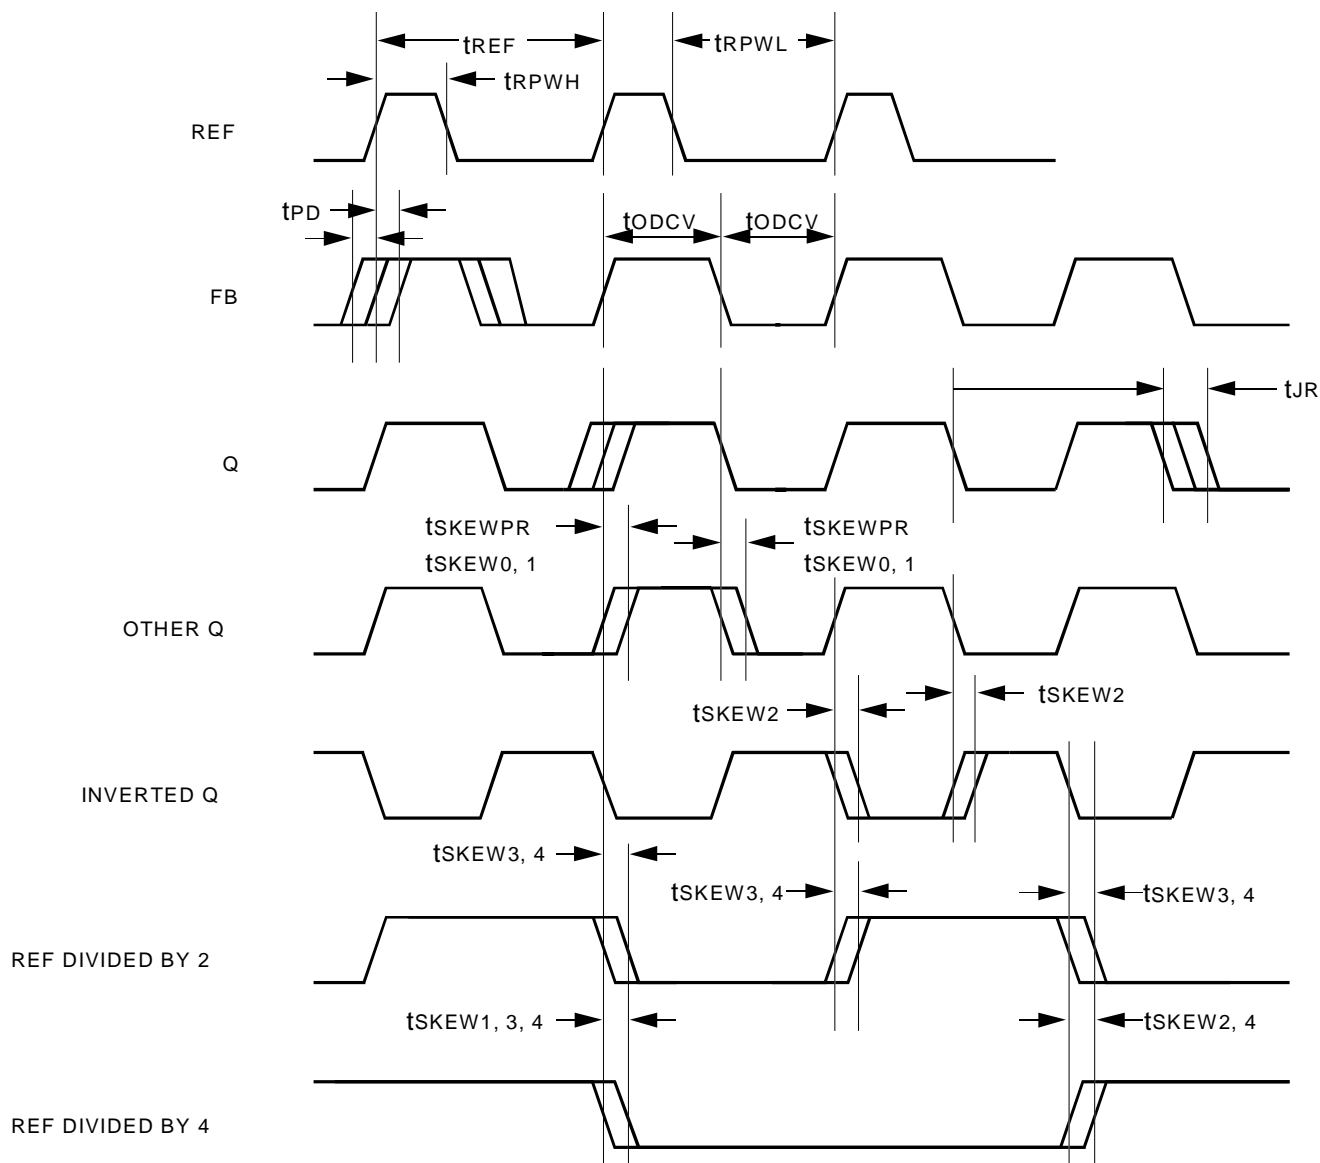 tREF
tRPWL
tRPWH
REF
tPD
tODCV
tODCV
FB
tJR
Q
tSKEWPR
tSKEW0, 1
tSKEWPR
tSKEW0, 1
OTHER Q
tSKEW2
tSKEW2
INVERTED Q
tSKEW3, 4
tSKEW3, 4
tSKEW3, 4
REF DIVIDED BY 2
tSKEW1, 3, 4
tSKEW2, 4
REF DIVIDED BY 4